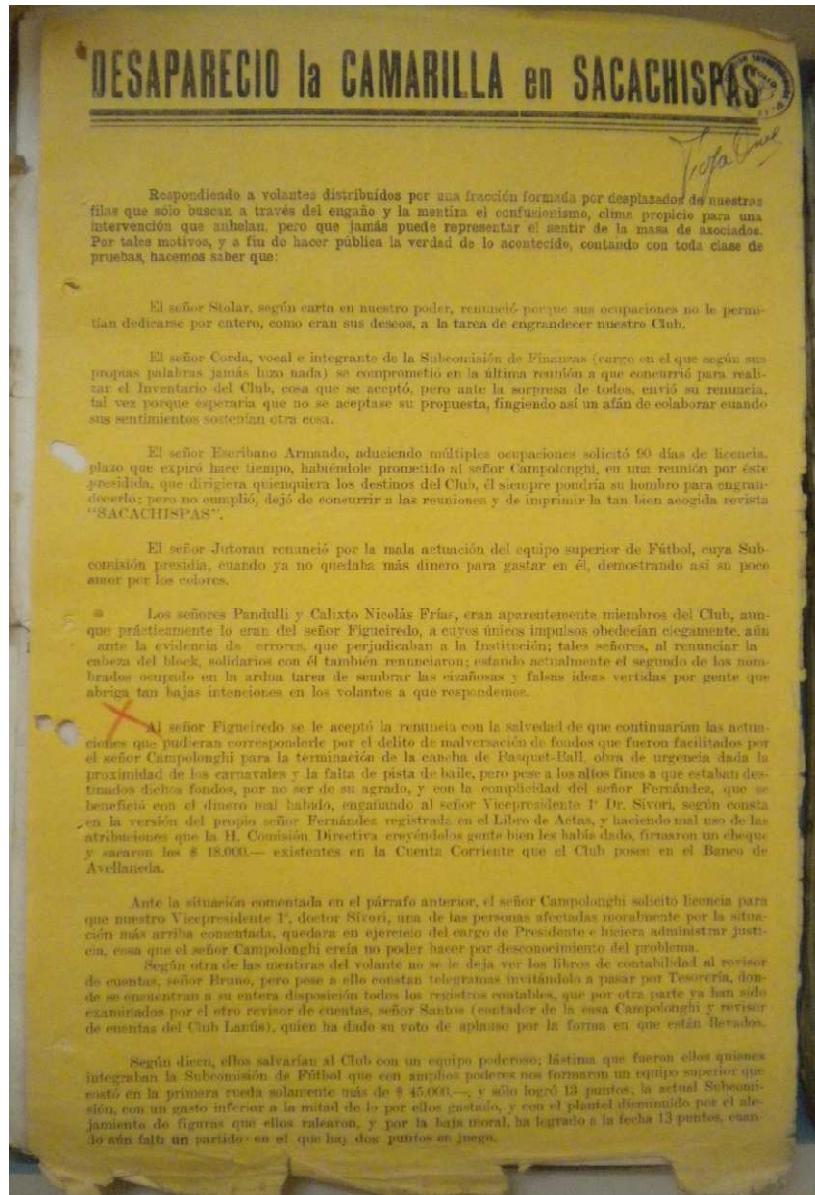 DESAPARECIO la CAMARILLA en SACACHISPAS
Respondiendo a volantes distribuídos por una fracción formada por desplazados de nuestras
filas que sólo buscan a través del engaño y la mentira el confusionismo, clima propicio para una
intervención que anhelan, pero que jamás puede representar el sentir de la masa de asociados.
Por tales motivos, y a fin de hacer pública la verdad de lo acontecido, contando con toda clase de
pruebas, hacemos saber que:
El señor Stolar, según carta en nuestro poder, renunció porque sus ocupaciones no le permi-
tían dedicarse por entero, como eran sus deseos, a la tarea de engrandecer nuestro Club.
El señor Corda, vocal e integrante de la Subcomisión de Finanzas (cargo en el que según sus
propias palabras jamás hizo nada) se comprometió en la última reunión a que concurrió para reali-
zar el Inventario del Club, cosa que se aceptó, pero ante la sorpresa de todos, envió su renuncia,
tal vez porque esperaría que no se aceptase su propuesta, fingiendo así un afán de colaborar cuando
sus sentimientos sostenían otra cosa.
El señor Escribano Armando, aduciendo múltiples ocupaciones solicitó 90 días de licencia,
plazo que expiró hace tiempo, habiéndole prometido al señor Campolonghi, en una reunión por éste
presidida, que dirigiera quienquiera los destinos del Club, él siempre pondría su hombro para engran-
decerlo; pero no cumplió, dejó de concurrir a las reuniones y de imprimir la tan bien acogida revista
"SACACHISPAS".
El señor Jutoran renunció por la mala actuación del equipo superior de Fútbol, cuya Sub-
comisión presidía, cuando ya no quedaba más dinero para gastar en él, demostrando así su poco
amor por los colores.
Los señores Pandulli y Calixto Nicolás Frías, eran aparentemente miembros del Club, aun-
que prácticamente lo eran del señor Figueiredo, a cuyos únicos impulsos obedecían ciegamente, aún
ante la evidencia de errores, que perjudicaban a la Institución; tales señores, al renunciar la
cabeza del block, solidarios con él también renunciaron; estando actualmente el segundo de los nom-
brados ocupado en la ardua tarea de sembrar las cizañosas y falsas ideas vertidas por gente que
abriga tan bajas intenciones en los volantes a que respondemos.
Al señor Figueiredo se le aceptó la renuncia con la salvedad de que continuarían las actua-
ciones que pudieran corresponderle por el delito de malversación de fondos que fueron facilitados por
el señor Campolonghi para la terminación de la cancha de Basquet-Ball, obra de urgencia dada la
proximidad de los carnavales y la falta de pista de baile, pero pese a los altos fines a que estaban des-
tinados dichos fondos, por no ser de su agrado, y con la complicidad del señor Fernández, que se
benefició con el dinero mal habido, engañando al señor Vicepresidente 1º Dr. Sívori, según consta
en la versión del propio señor Fernández registrada en el Libro de Actas, y haciendo mal uso de las
atribuciones que la H. Comisión Directiva creyéndolos gente bien les había dado, firmaron un cheque
y sacaron los $ 18.000.— existentes en la Cuenta Corriente que el Club posee en el Banco de
Avellaneda.
Ante la situación comentada en el párrafo anterior, el señor Campolonghi solicitó licencia para
que nuestro Vicepresidente 1º, doctor Sívori, una de las personas afectadas moralmente por la situa-
ción más arriba comentada, quedara en ejercicio del cargo de Presidente e hiciera administrar justi-
cia, cosa que el señor Campolonghi creía no poder hacer por desconocimiento del problema.
Según otra de las mentiras del volante no se le deja ver los libros de contabilidad al revisor
de cuentas, señor Bruno, pero pese a ello constan telegramas invitándolo a pasar por Tesorería, don-
de se encuentran a su entera disposición todos los registros contables, que por otra parte ya han sido
examinados por el otro revisor de cuentas, señor Santos (contador de la casa Campolonghi y revisor
de cuentas del Club Lanús), quien ha dado su voto de aplauso por la forma en que están llevados.
Según dicen, ellos salvarían al Club con un equipo poderoso; lástima que fueron ellos quienes
integraban la Subcomisión de Fútbol que con amplios poderes nos formaron un equipo superior que
costó en la primera rueda solamente más de $ 45.000.—, y sólo logró 13 puntos; la actual Subcomi-
sión, con un gasto inferior a la mitad de lo por ellos gastado, y con el plantel disminuído por el ale-
jamiento de figuras que ellos ralearon, y por la baja moral, ha logrado a la fecha 13 puntos, cuan-
do aún falta un partido en el que hay dos puntos en juego.